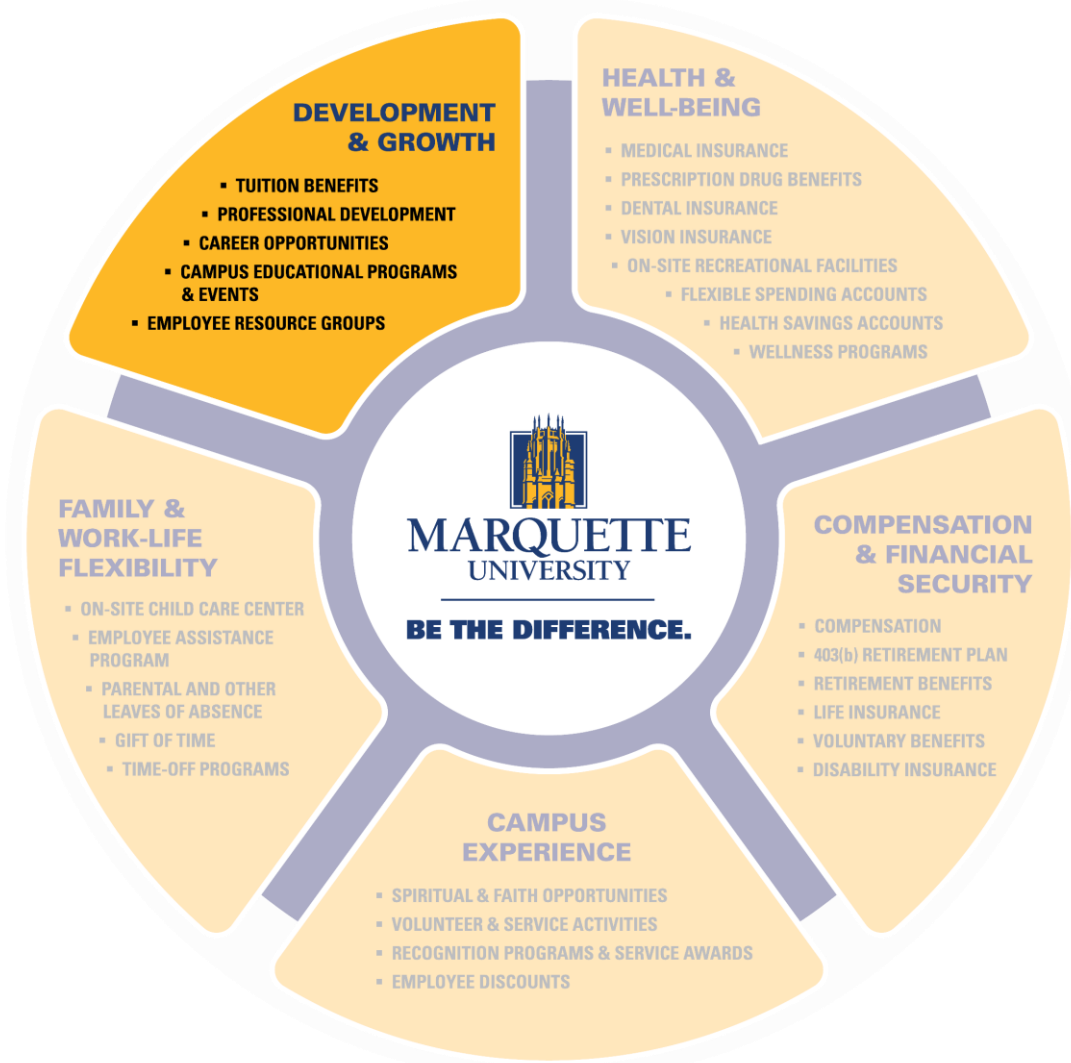 DEVELOPMENT
& GROWTH
▪ TUITION BENEFITS
▪ PROFESSIONAL DEVELOPMENT
▪ CAREER OPPORTUNITIES
▪ CAMPUS EDUCATIONAL PROGRAMS
& EVENTS
▪ EMPLOYEE RESOURCE GROUPS
HEALTH &
WELL-BEING
▪ MEDICAL INSURANCE
▪ PRESCRIPTION DRUG BENEFITS
▪ DENTAL INSURANCE
▪ VISION INSURANCE
▪ ON-SITE RECREATIONAL FACILITIES
▪ FLEXIBLE SPENDING ACCOUNTS
▪ HEALTH SAVINGS ACCOUNTS
▪ WELLNESS PROGRAMS
FAMILY &
WORK-LIFE
FLEXIBILITY
▪ ON-SITE CHILD CARE CENTER
▪ EMPLOYEE ASSISTANCE
PROGRAM
▪ PARENTAL AND OTHER
LEAVES OF ABSENCE
▪ GIFT OF TIME
▪ TIME-OFF PROGRAMS
MARQUETTE
UNIVERSITY
BE THE DIFFERENCE.
COMPENSATION
& FINANCIAL
SECURITY
▪ COMPENSATION
▪ 403(b) RETIREMENT PLAN
▪ RETIREMENT BENEFITS
▪ LIFE INSURANCE
▪ VOLUNTARY BENEFITS
▪ DISABILITY INSURANCE
CAMPUS
EXPERIENCE
▪ SPIRITUAL & FAITH OPPORTUNITIES
▪ VOLUNTEER & SERVICE ACTIVITIES
▪ RECOGNITION PROGRAMS & SERVICE AWARDS
▪ EMPLOYEE DISCOUNTS